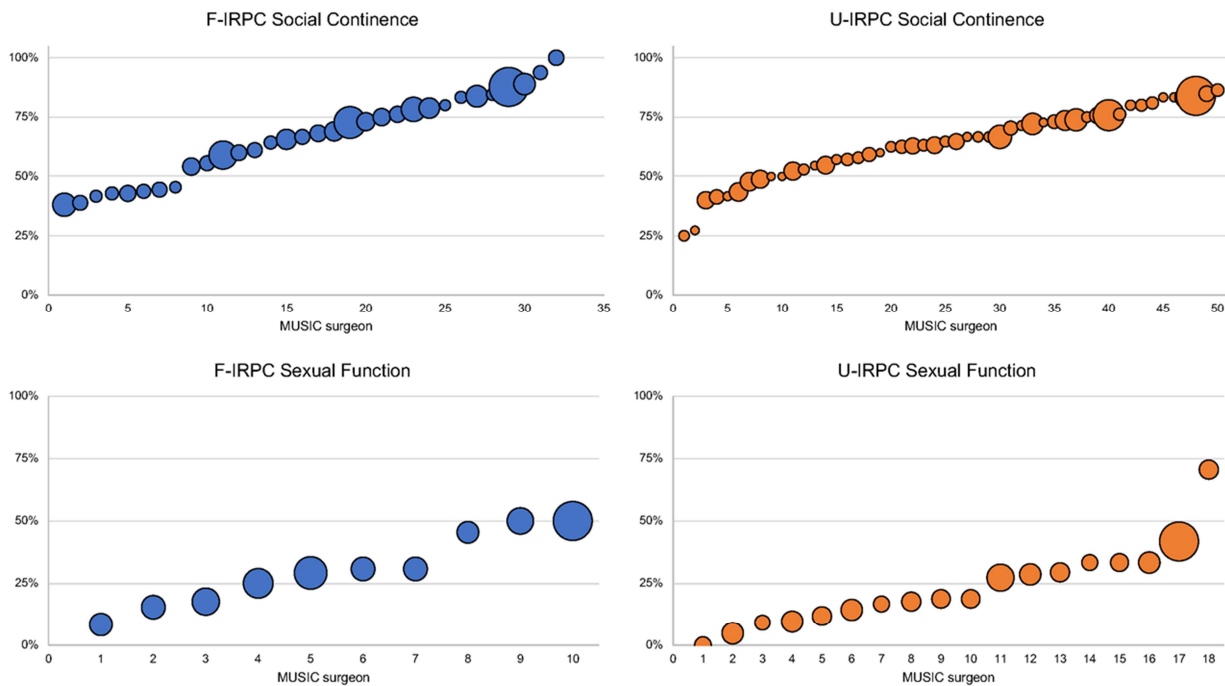 F-IRPC Social Continence
100%
75%
50%
25%
0%
0 5 10 15 20 25 30 35
MUSIC surgeon
U-IRPC Social Continence
100%
75%
50%
25%
0%
0 5 10 15 20 25 30 35 40 45 50
MUSIC surgeon
F-IRPC Sexual Function
100%
75%
50%
25%
0%
0 1 2 3 4 5 6 7 8 9 10
MUSIC surgeon
U-IRPC Sexual Function
100%
75%
50%
25%
0%
0 1 2 3 4 5 6 7 8 9 10 11 12 13 14 15 16 17 18
MUSIC surgeon